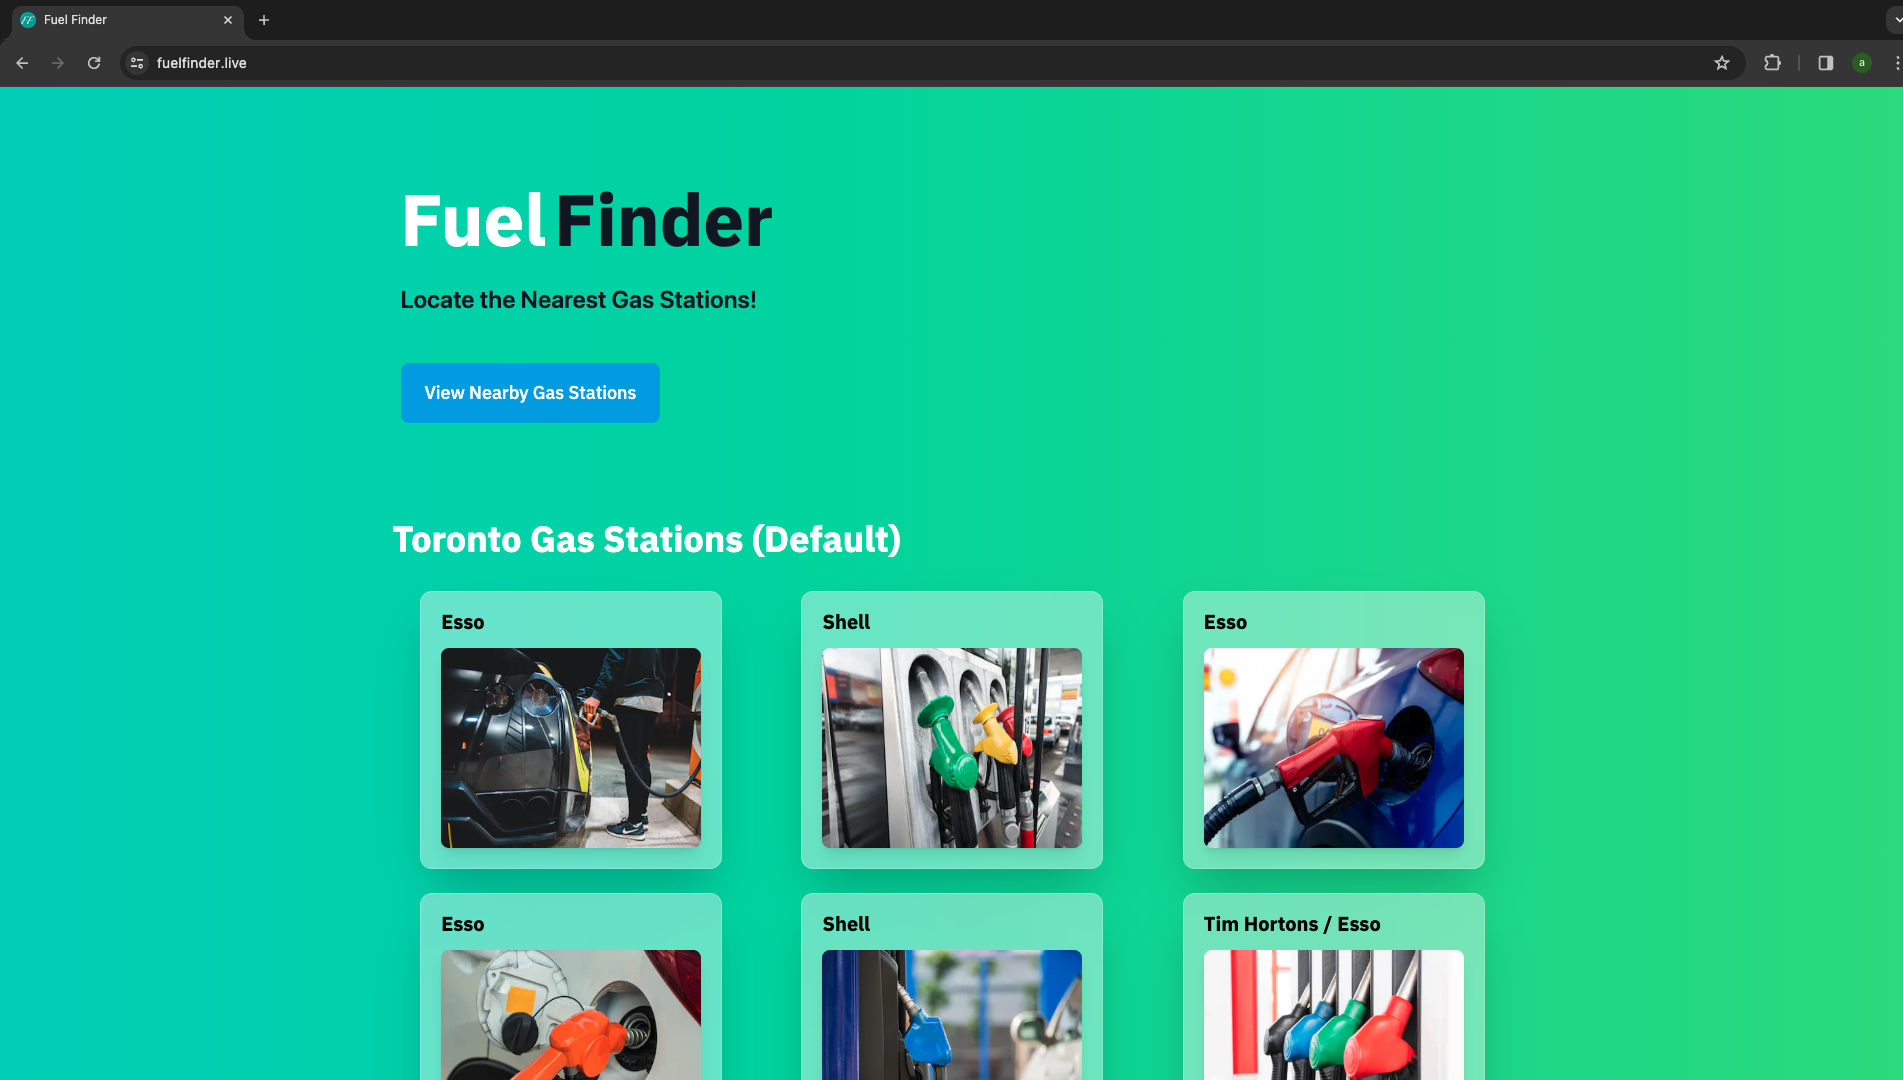 Fuel Finder
fuelfinder.live
a
Fuel Finder
Locate the Nearest Gas Stations!
View Nearby Gas Stations
Toronto Gas Stations (Default)
Esso
Shell
Esso
Esso
Shell
Tim Hortons / Esso